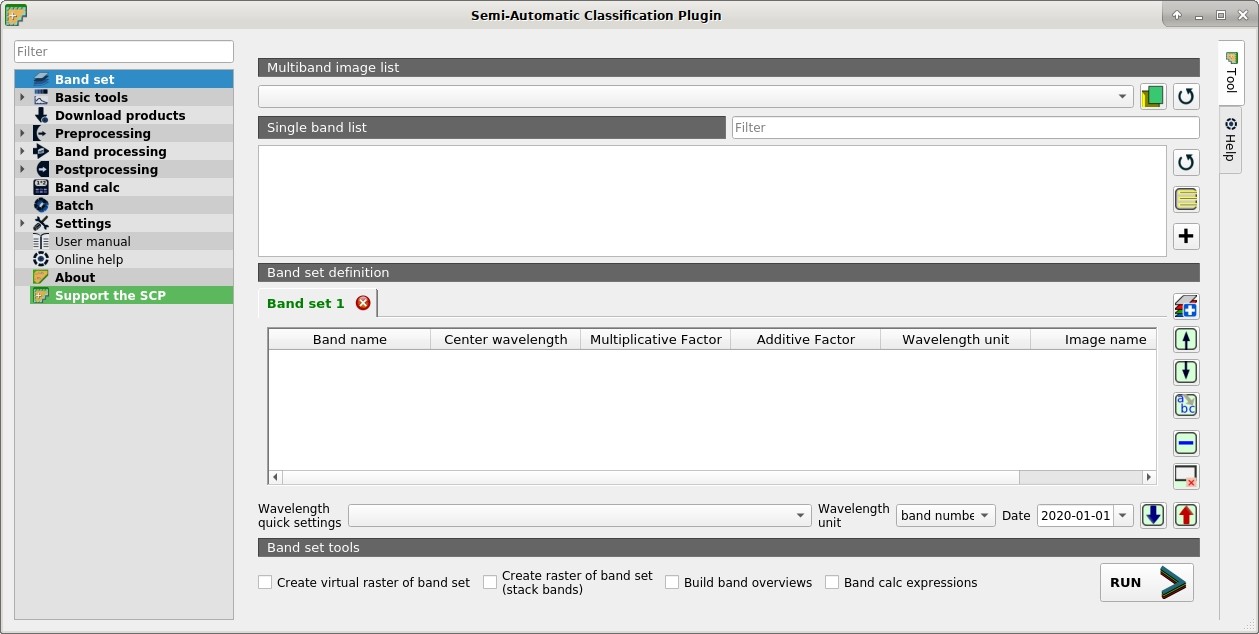 Semi-Automatic Classification Plugin
Filter
Band set
Basic tools
Download products
Preprocessing
Band processing
Postprocessing
Band calc
Batch
Settings
User manual
Online help
About
Support the SCP
Multiband image list
Single band list
Filter
Band set definition
Band set 1
Band name Center wavelength Multiplicative Factor Additive Factor Wavelength unit Image name
abc
Wavelength
quick settings
Wavelength
unit
band numbe
Date
2020-01-01
Band set tools
Create virtual raster of band set
Create raster of band set
(stack bands)
Build band overviews
Band calc expressions
RUN
Tool
Help